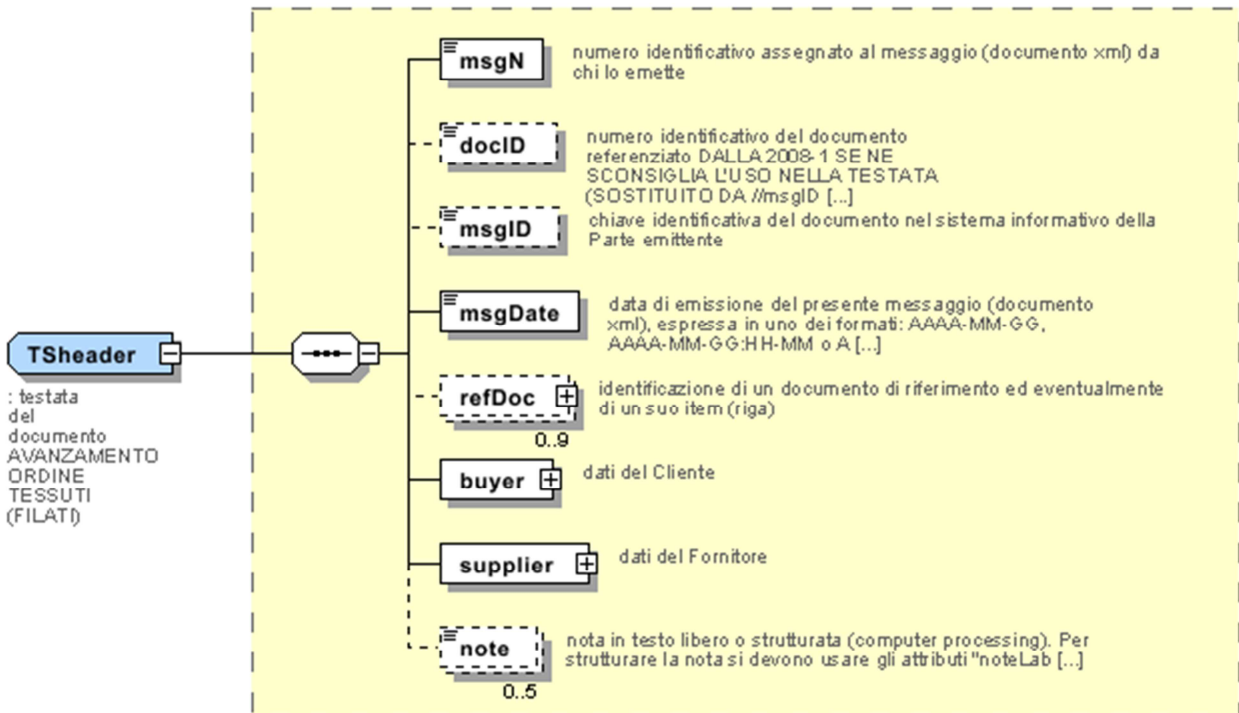 msgN
numero identificativo assegnato al messaggio (documento xml) da
chi lo emette
docID
numero identificativo del documento
referenziato DALLA 2008-1 SE NE
SCONSIGLIA L'USO NELLA TESTATA
(SOSTITUITO DA //msgID [...]
msgID
chiave identificativa del documento nel sistema informativo della
Parte emittente
msgDate
data di emissione del presente messaggio (documento
xml), espressa in uno dei formati: AAAA-MM-GG,
AAAA-MM-GG:HH-MM o A [...]
TSheader
: testata
del
documento
AVANZAMENTO
ORDINE
TESSUTI
(FILATI)
refDoc
identificazione di un documento di riferimento ed eventualmente
di un suo item (riga)
0..9
buyer
dati del Cliente
supplier
dati del Fornitore
note
nota in testo libero o strutturata (computer processing). Per
strutturare la nota si devono usare gli attributi "noteLab [...]
0..5